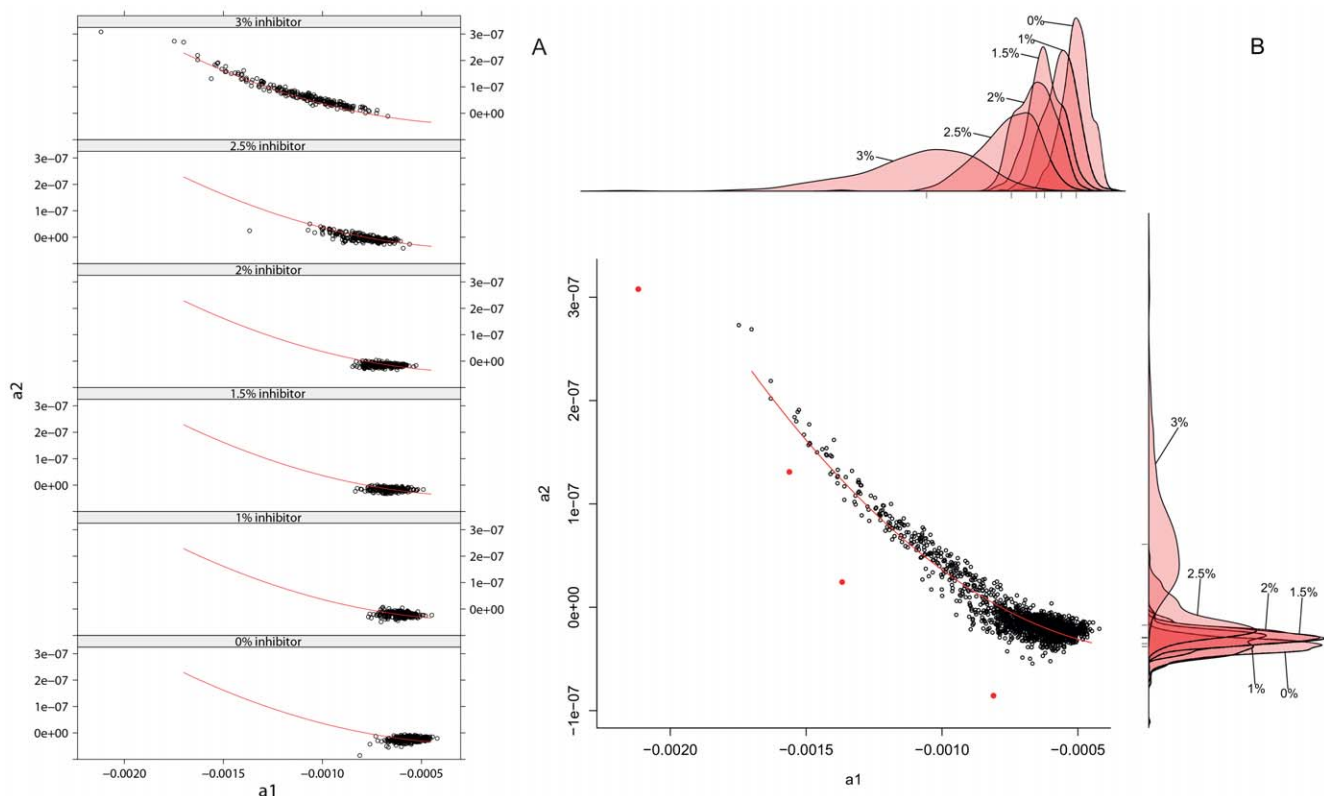 A
3% inhibitor
3e−07
2e−07
1e−07
0e+00
2.5% inhibitor
3e−07
2e−07
1e−07
0e+00
2% inhibitor
3e−07
2e−07
1e−07
0e+00
1.5% inhibitor
3e−07
2e−07
1e−07
0e+00
1% inhibitor
3e−07
2e−07
1e−07
0e+00
0% inhibitor
3e−07
2e−07
1e−07
0e+00
a2
−0.0020 −0.0015 −0.0010 −0.0005
a1
B
0%
1%
1.5%
2%
2.5%
3%
3e−07
2e−07
1e−07
0e+00
−1e−07
a2
−0.0020 −0.0015 −0.0010 −0.0005
a1
3%
2.5% 2% 1.5%
1% 0%